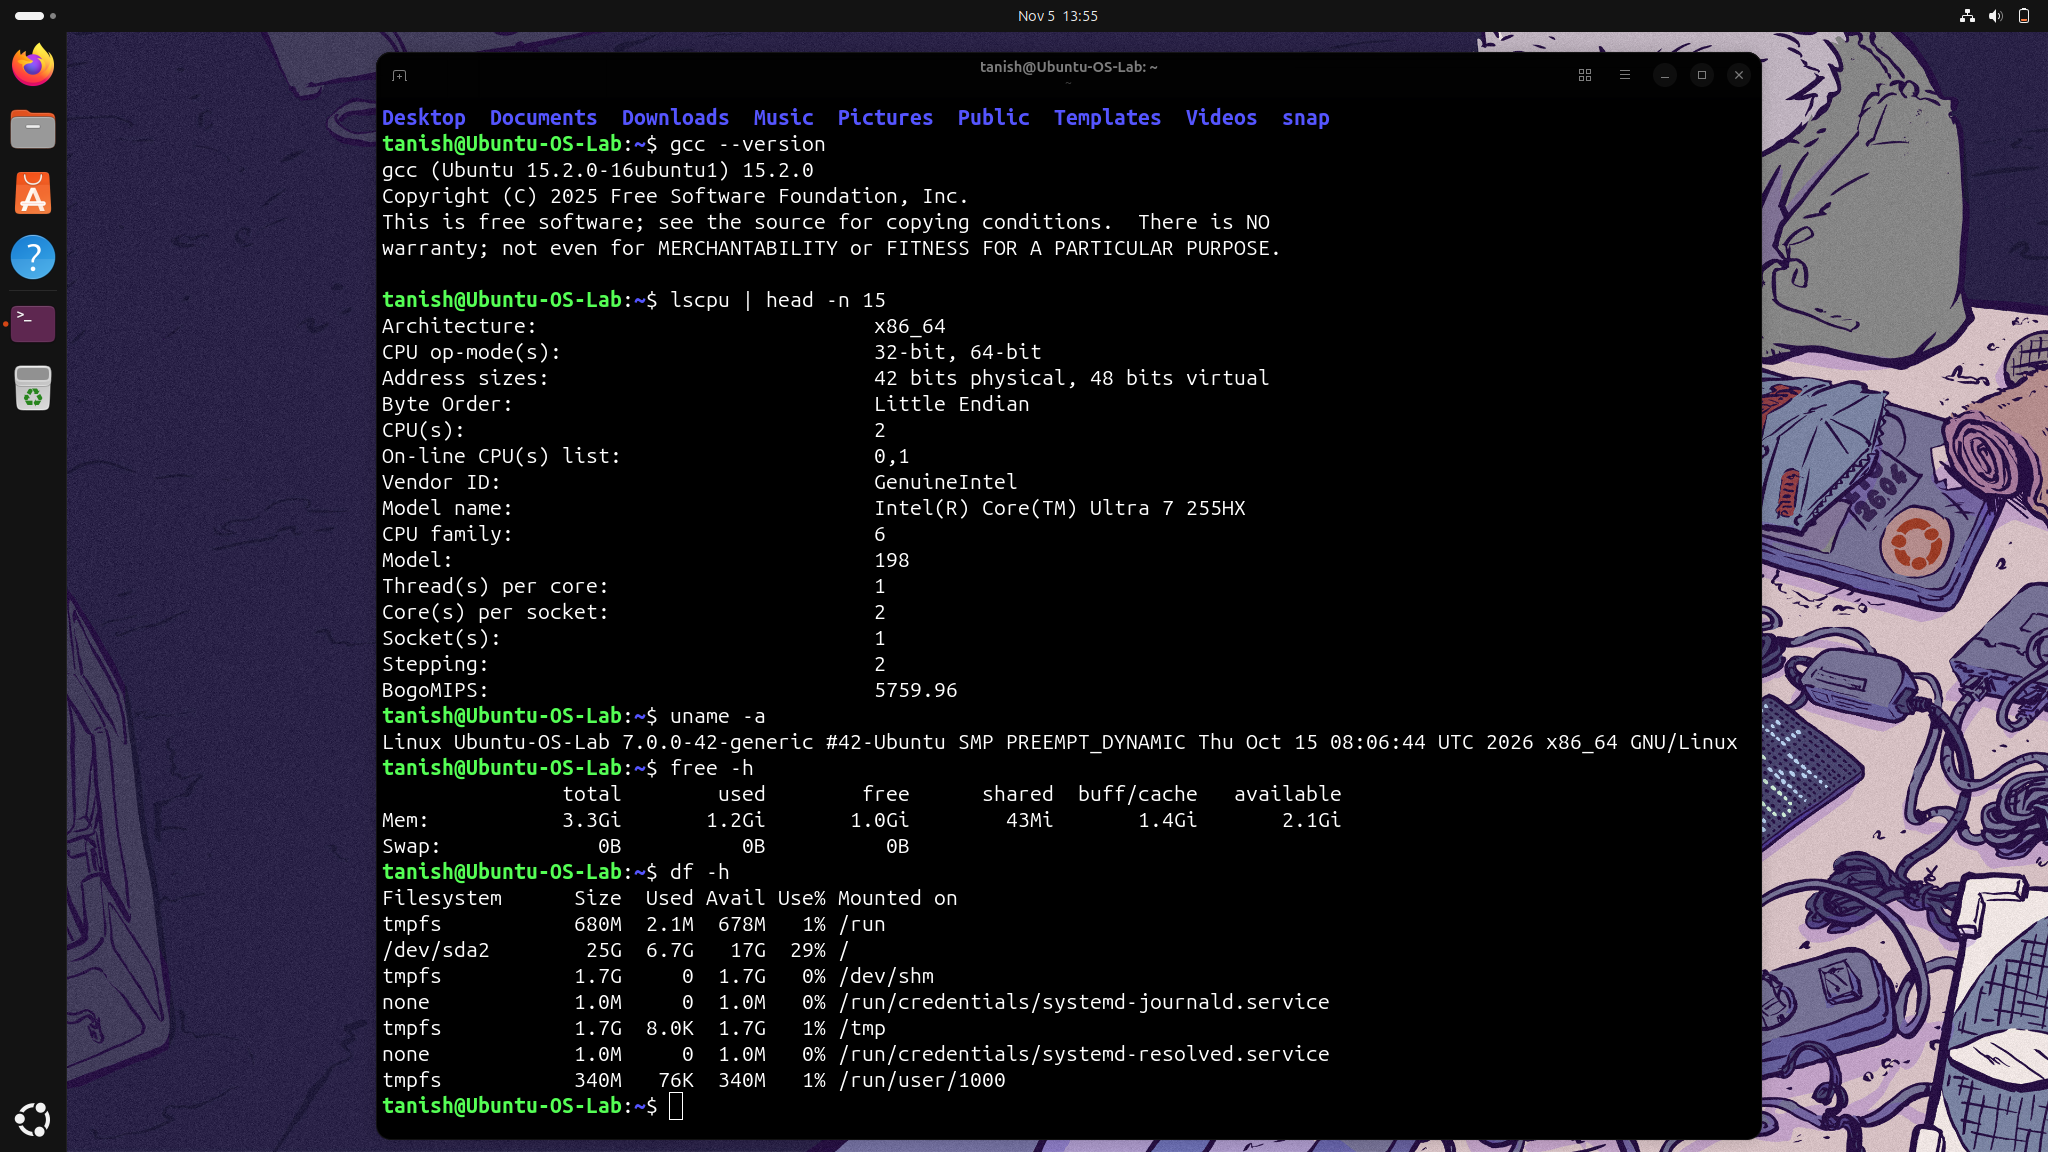 Nov 5  13:55
tanish@Ubuntu-OS-Lab: ~
~
Desktop  Documents  Downloads  Music  Pictures  Public  Templates  Videos  snap
tanish@Ubuntu-OS-Lab:~$ gcc --version
gcc (Ubuntu 15.2.0-16ubuntu1) 15.2.0
Copyright (C) 2025 Free Software Foundation, Inc.
This is free software; see the source for copying conditions.  There is NO
warranty; not even for MERCHANTABILITY or FITNESS FOR A PARTICULAR PURPOSE.
tanish@Ubuntu-OS-Lab:~$ lscpu | head -n 15
Architecture:                            x86_64
CPU op-mode(s):                          32-bit, 64-bit
Address sizes:                           42 bits physical, 48 bits virtual
Byte Order:                              Little Endian
CPU(s):                                  2
On-line CPU(s) list:                     0,1
Vendor ID:                               GenuineIntel
Model name:                              Intel(R) Core(TM) Ultra 7 255HX
CPU family:                              6
Model:                                   198
Thread(s) per core:                      1
Core(s) per socket:                      2
Socket(s):                               1
Stepping:                                2
BogoMIPS:                                5759.96
tanish@Ubuntu-OS-Lab:~$ uname -a
Linux Ubuntu-OS-Lab 7.0.0-42-generic #42-Ubuntu SMP PREEMPT_DYNAMIC Thu Oct 15 08:06:44 UTC 2026 x86_64 GNU/Linux
tanish@Ubuntu-OS-Lab:~$ free -h
               total        used        free      shared  buff/cache   available
Mem:           3.3Gi       1.2Gi       1.0Gi        43Mi       1.4Gi       2.1Gi
Swap:             0B          0B          0B
tanish@Ubuntu-OS-Lab:~$ df -h
Filesystem      Size  Used Avail Use% Mounted on
tmpfs           680M  2.1M  678M   1% /run
/dev/sda2        25G  6.7G   17G  29% /
tmpfs           1.7G     0  1.7G   0% /dev/shm
none            1.0M     0  1.0M   0% /run/credentials/systemd-journald.service
tmpfs           1.7G  8.0K  1.7G   1% /tmp
none            1.0M     0  1.0M   0% /run/credentials/systemd-resolved.service
tmpfs           340M   76K  340M   1% /run/user/1000
tanish@Ubuntu-OS-Lab:~$
2604